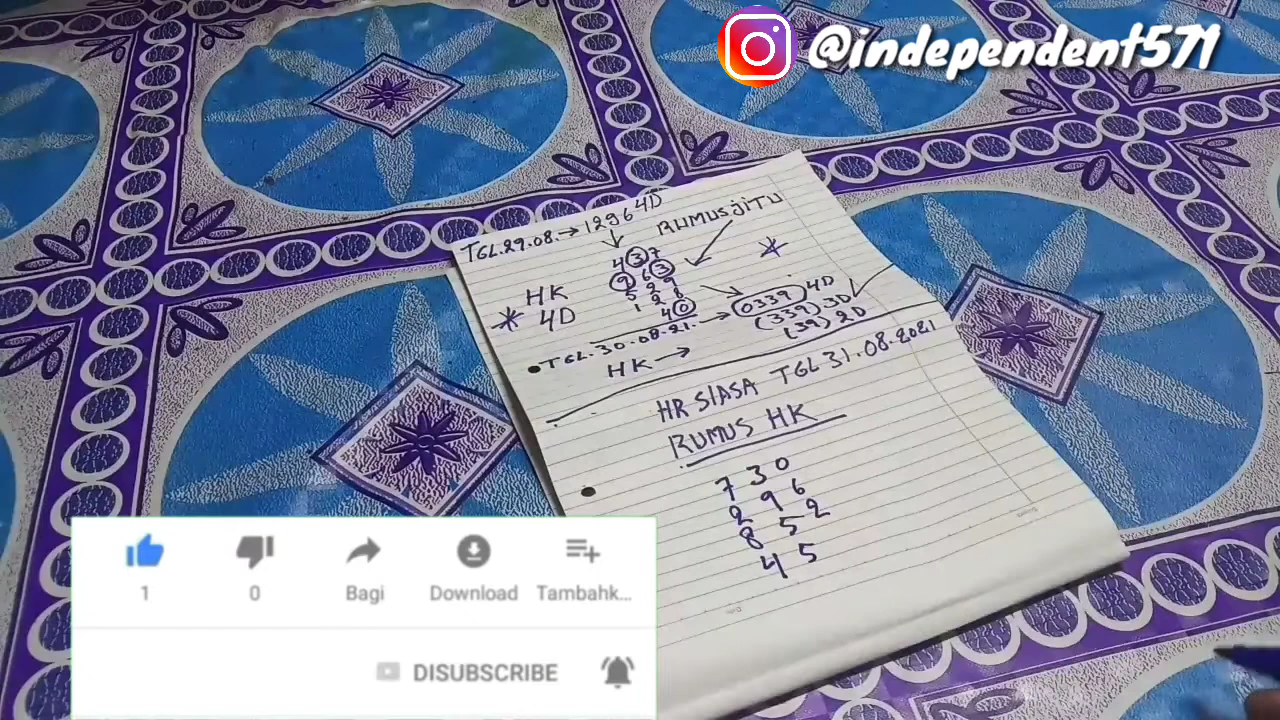 @independent571
TGL.29.08.→ 1296 4D
RUMUS JITU
4 3 7
9 6 3
5 2 9
1 2 8
4 0
HK
4D
0339 4D
(339) 3D
(39) 2D
TGL.30.08.21.→
HK →
HR SlASA TGL 31.08.2021
RUMUS HK
7 3 0
2 9 6
8 5 2
4 5
1
0
Bagi
Download
Tambahk...
DISUBSCRIBE